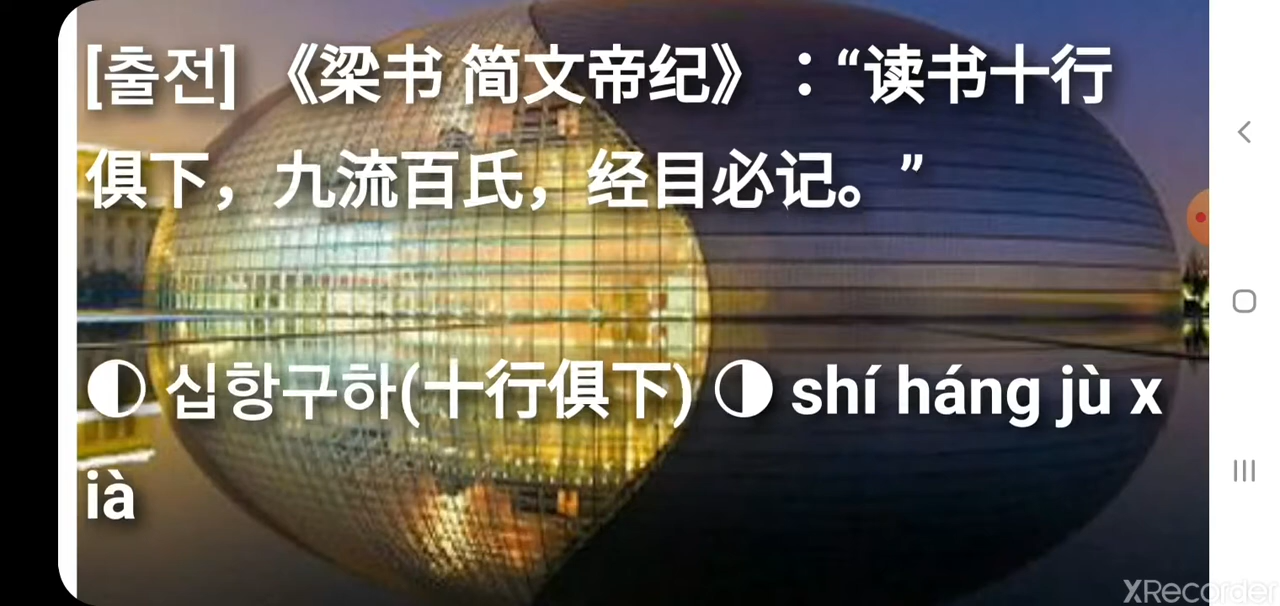 [출전] 《梁书 简文帝纪》 ：“读书十行
俱下，九流百氏，经目必记。”
◐ 십항구하(十行俱下) ◑ shí háng jù x
ià
XRecorder